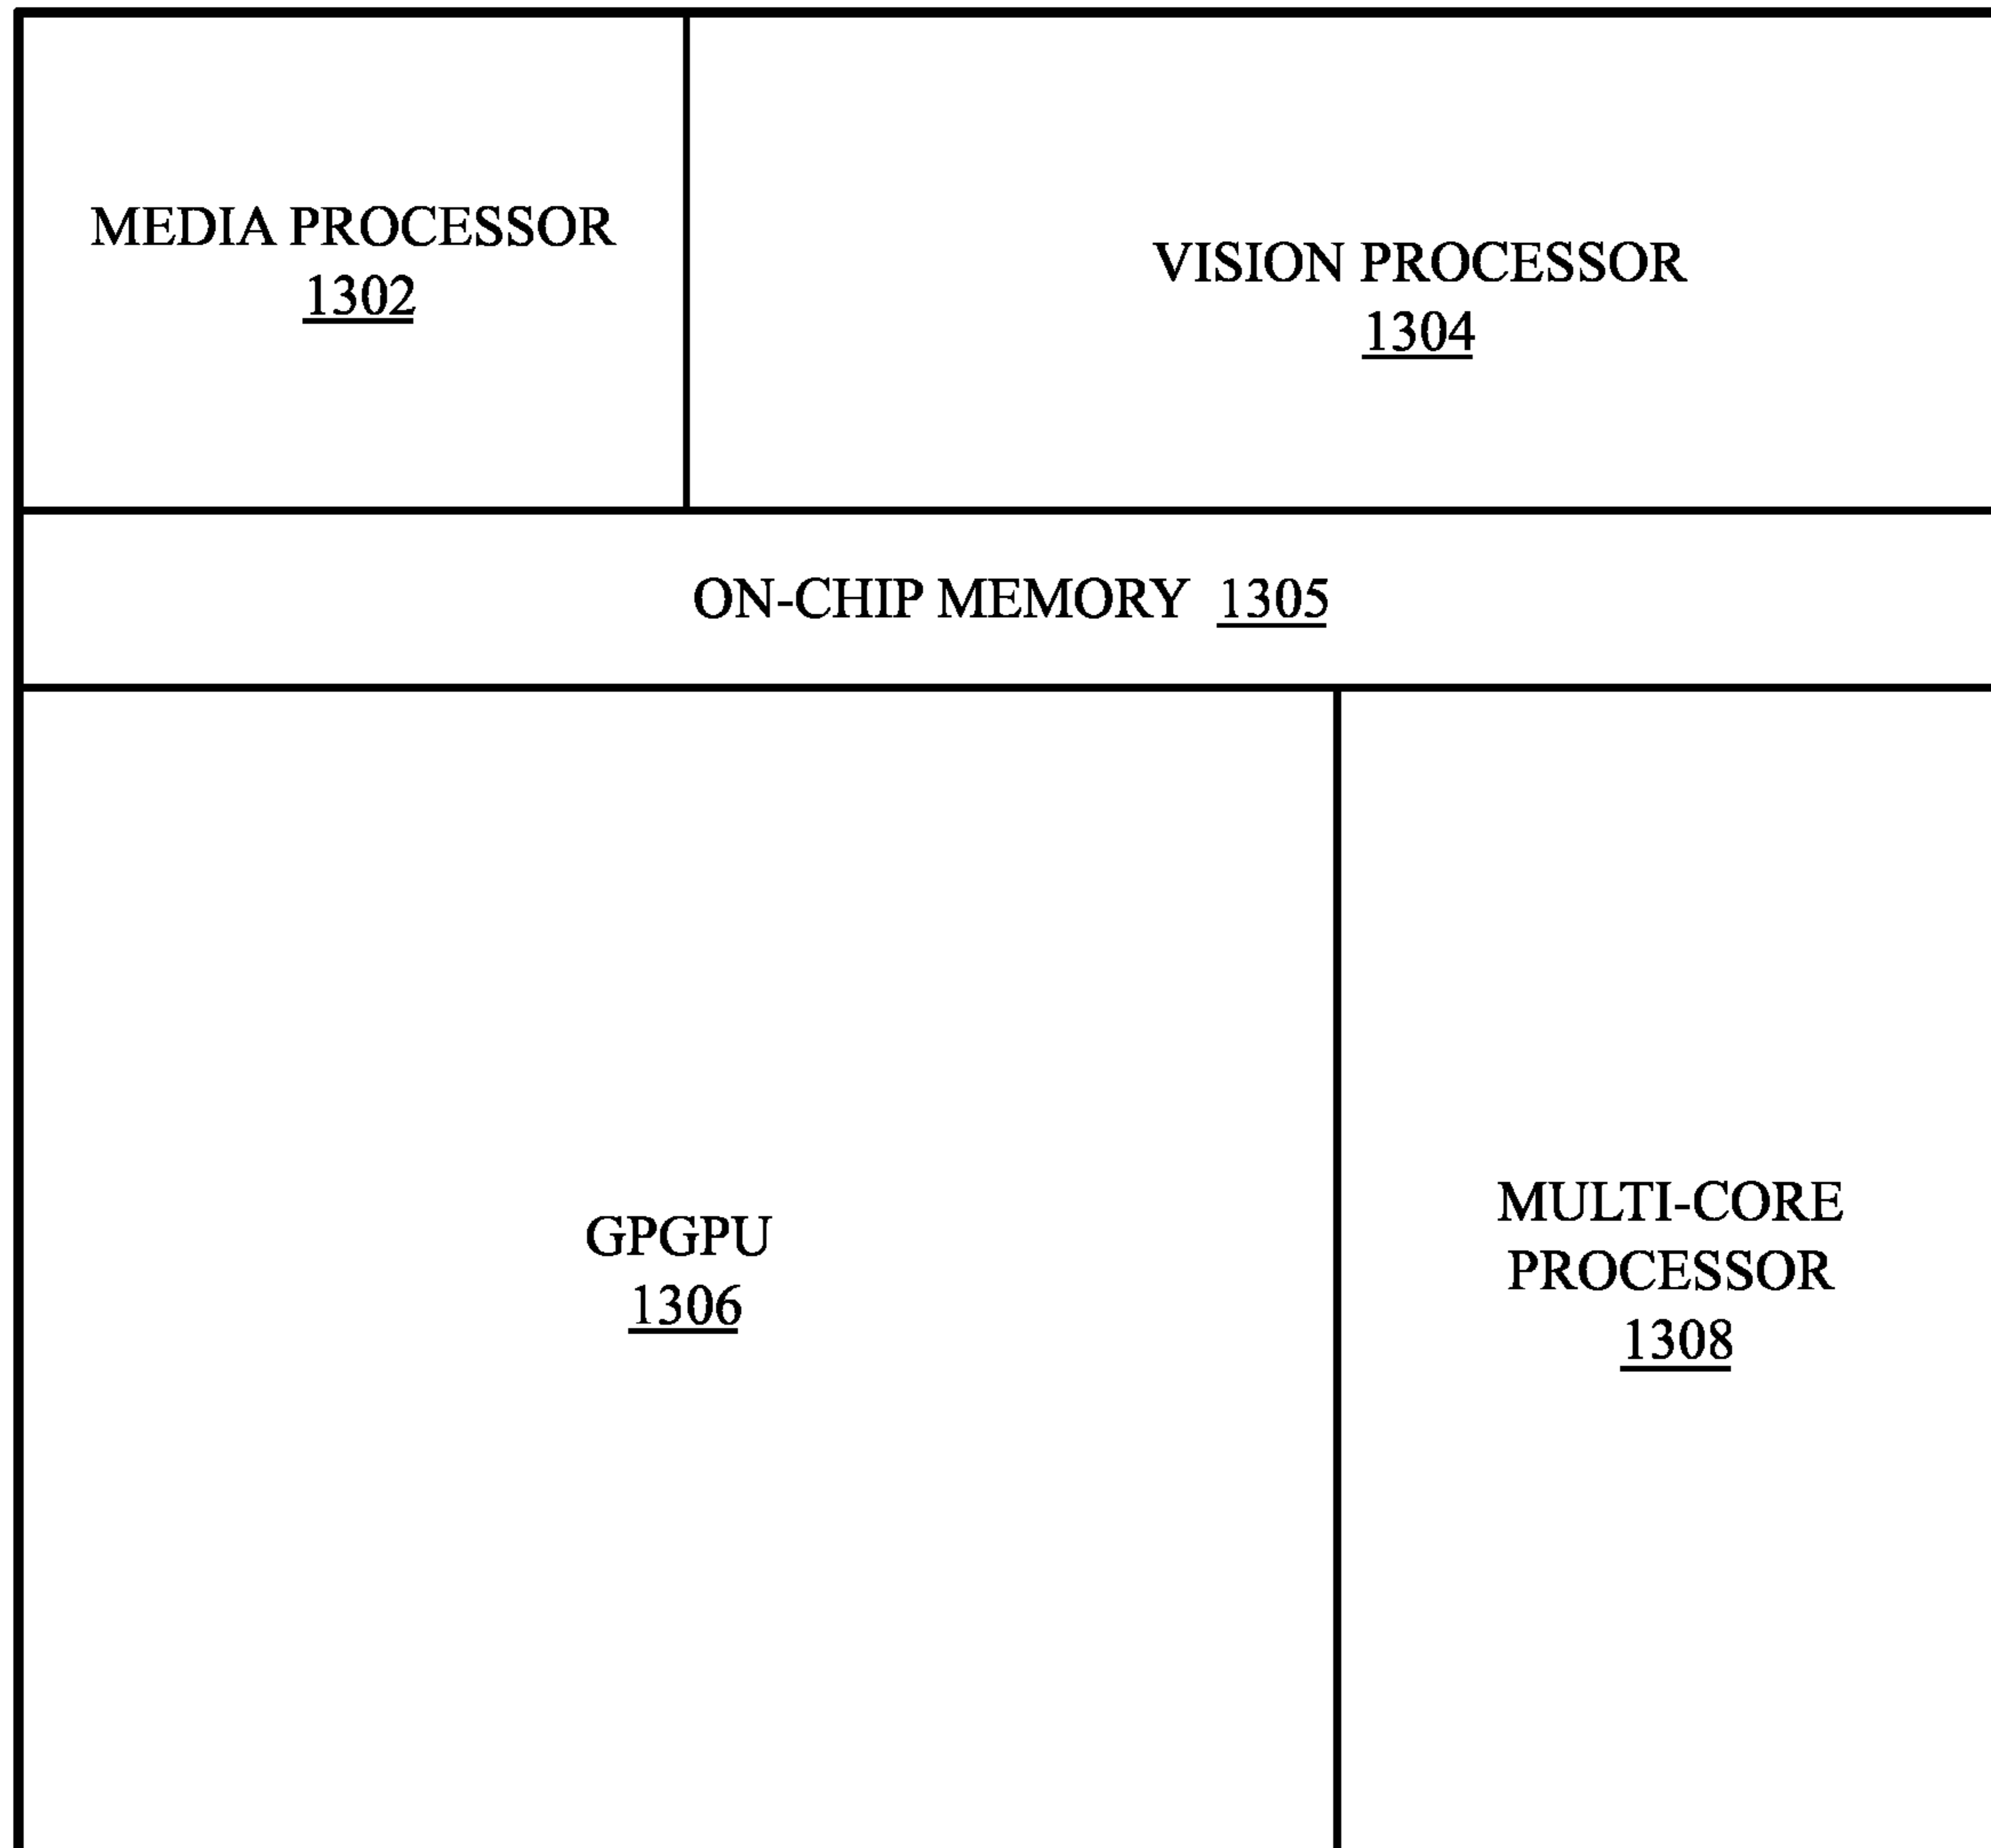 MEDIA PROCESSOR
1302
VISION PROCESSOR
1304
ON-CHIP MEMORY 1305
GPGPU
1306
MULTI-CORE
PROCESSOR
1308